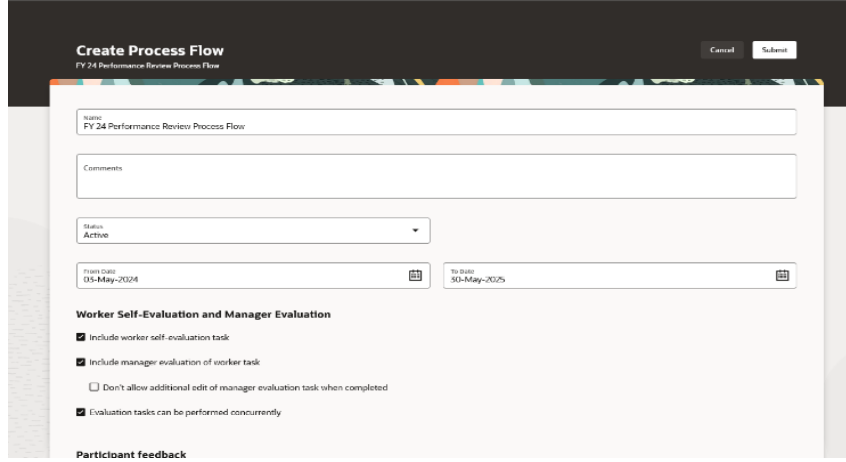 Create Process Flow
FY 24 Performance Review Process Flow
Cancel
Submit
Name
FY 24 Performance Review Process Flow
Comments
Status
Active
From Date
03-May-2024
To Date
30-May-2025
Worker Self-Evaluation and Manager Evaluation
Include worker self-evaluation task
Include manager evaluation of worker task
Don't allow additional edit of manager evaluation task when completed
Evaluation tasks can be performed concurrently
Participant feedback